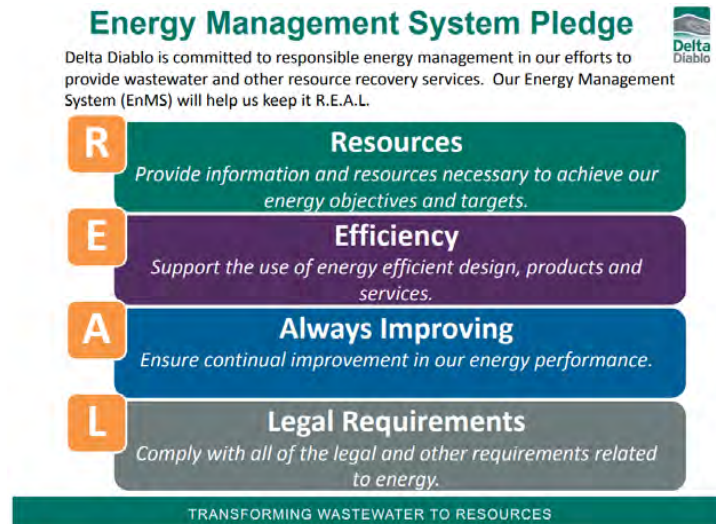 Energy Management System Pledge
Delta Diablo
Delta Diablo is committed to responsible energy management in our efforts to
provide wastewater and other resource recovery services. Our Energy Management
System (EnMS) will help us keep it R.E.A.L.
R
Resources
Provide information and resources necessary to achieve our
energy objectives and targets.
E
Efficiency
Support the use of energy efficient design, products and
services.
A
Always Improving
Ensure continual improvement in our energy performance.
L
Legal Requirements
Comply with all of the legal and other requirements related
to energy.
TRANSFORMING WASTEWATER TO RESOURCES